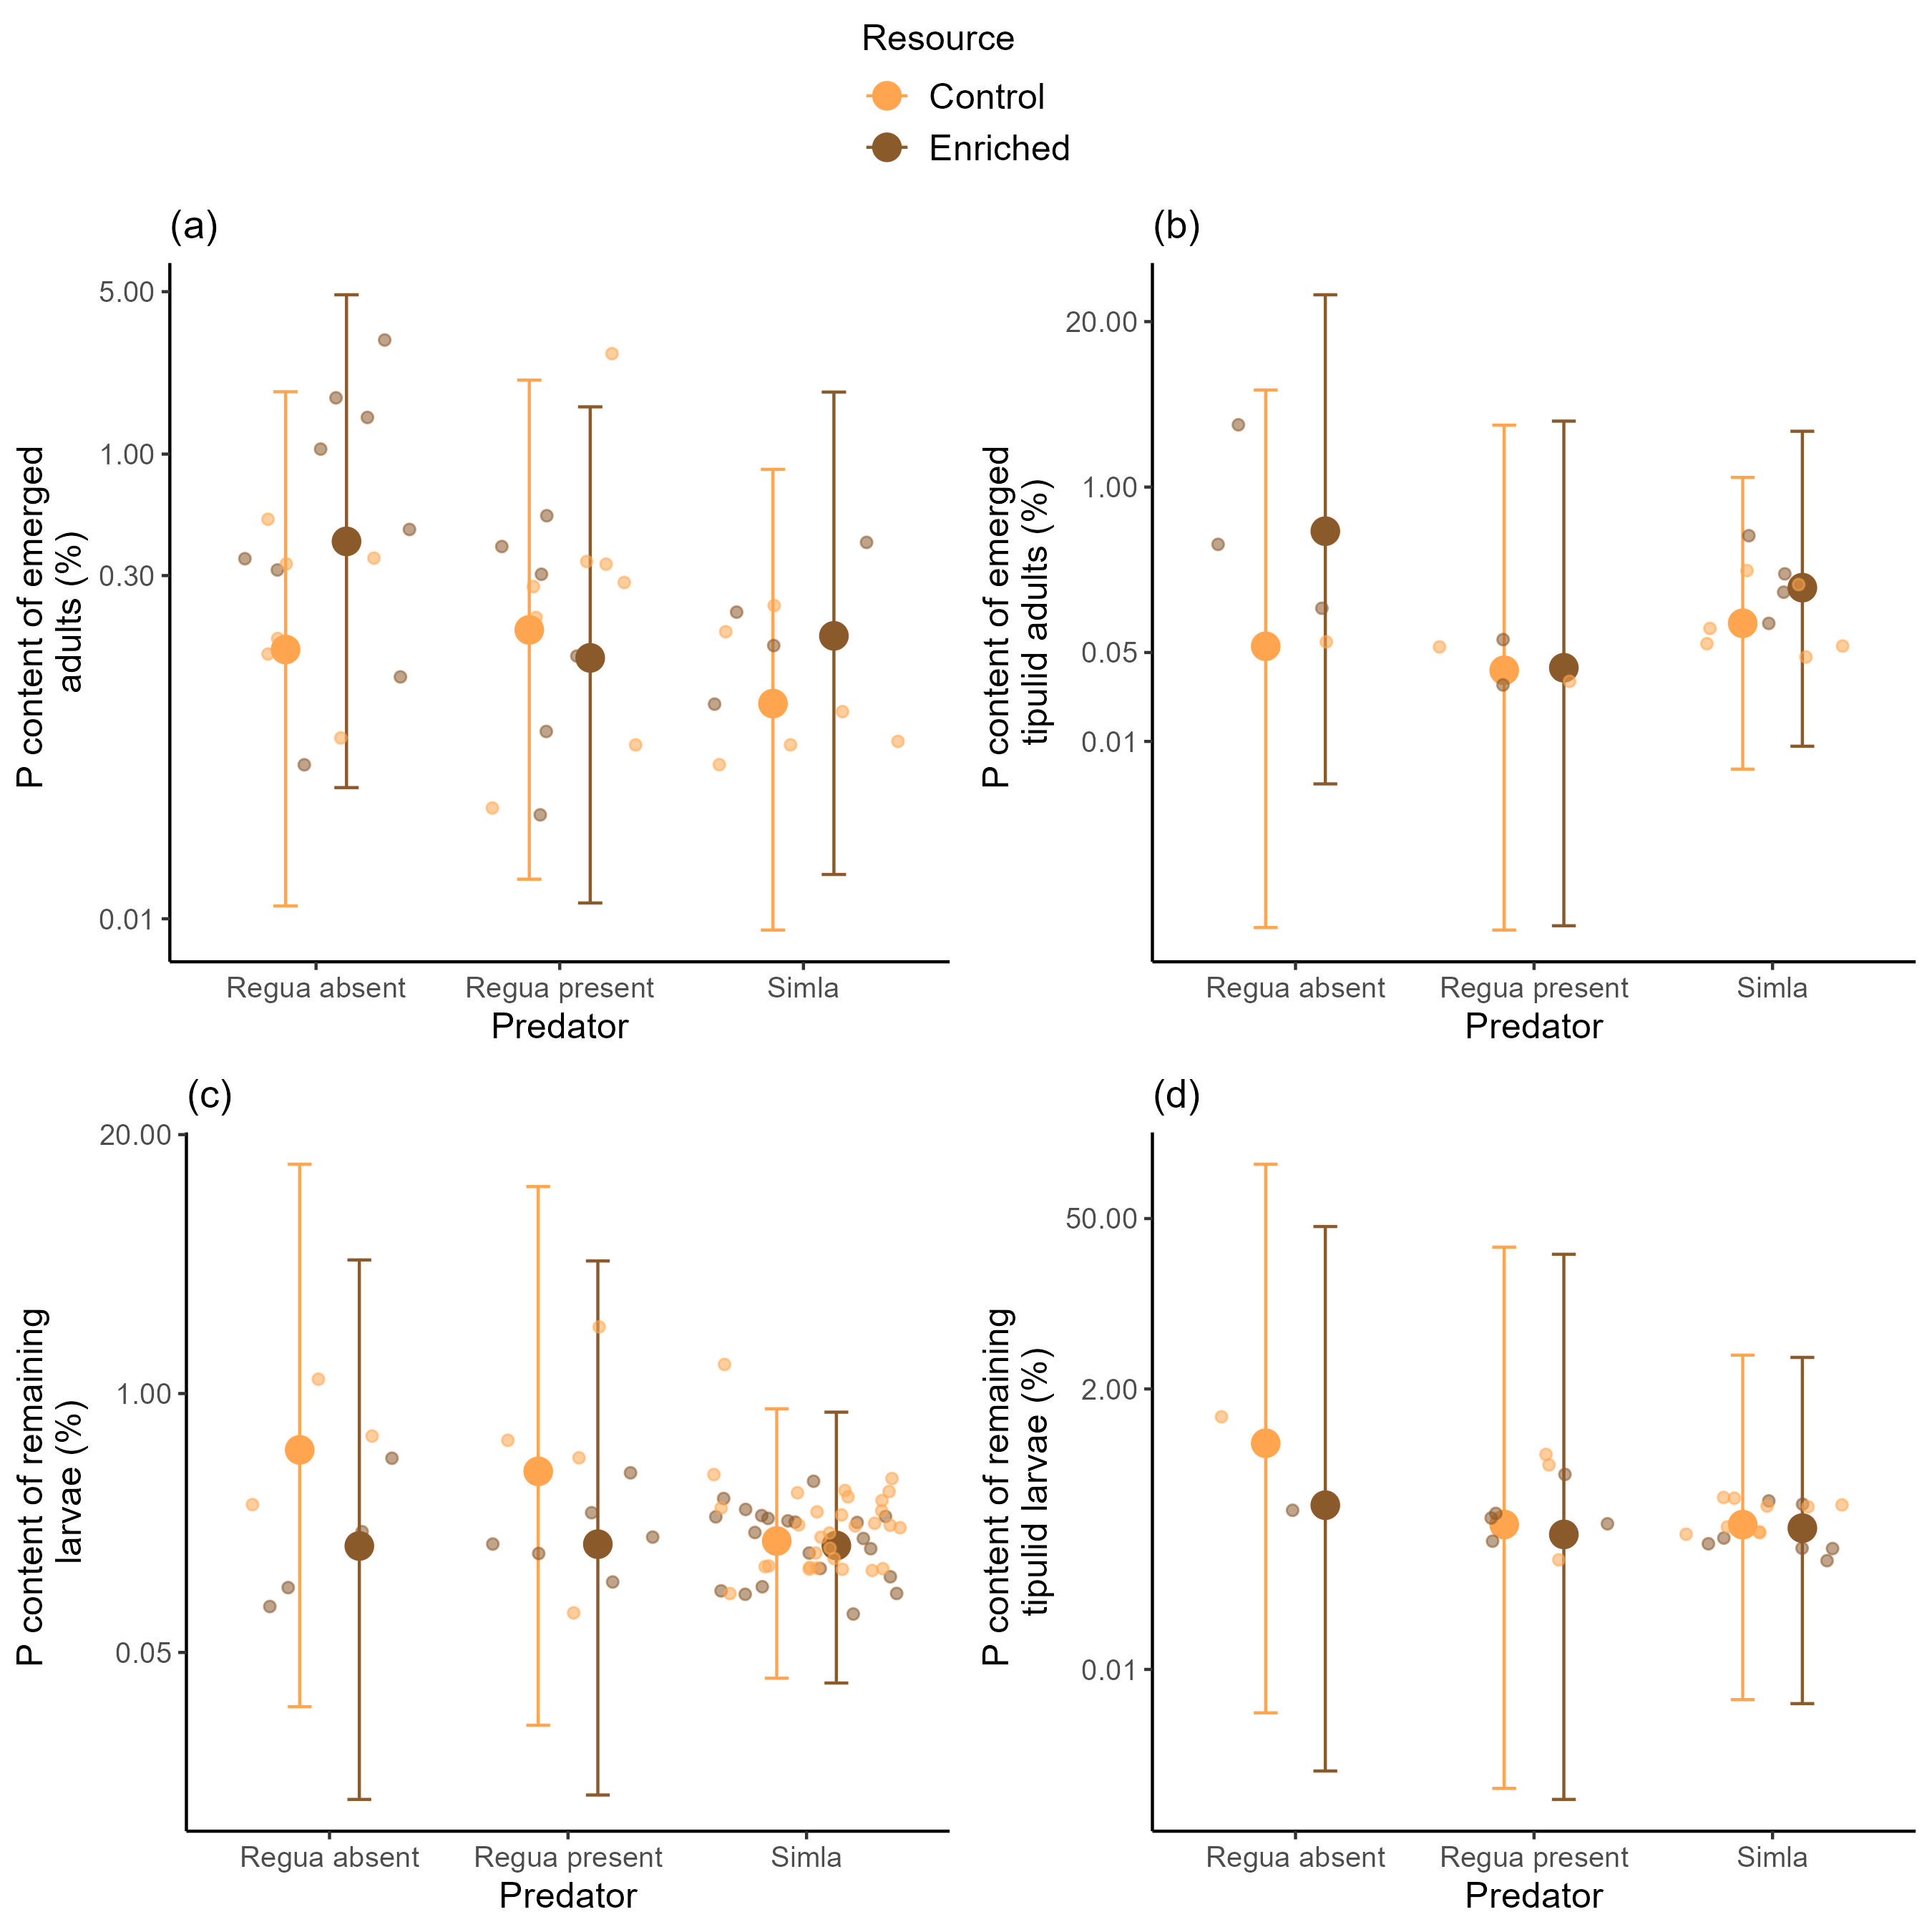 Resource
Control
Enriched
(a)
P content of emerged
adults (%)
5.00
1.00
0.30
0.01
Regua absent
Regua present
Simla
Predator
(b)
P content of emerged
tipulid adults (%)
20.00
1.00
0.05
0.01
Regua absent
Regua present
Simla
Predator
(c)
P content of remaining
larvae (%)
20.00
1.00
0.05
Regua absent
Regua present
Simla
Predator
(d)
P content of remaining
tipulid larvae (%)
50.00
2.00
0.01
Regua absent
Regua present
Simla
Predator